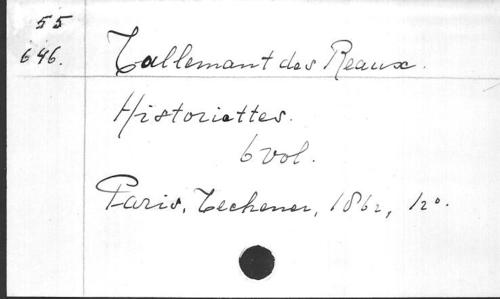 55
646.
Tallemant des Reaux.
Historiettes.
6 vol.
Paris, Techener, 1862, 12°.